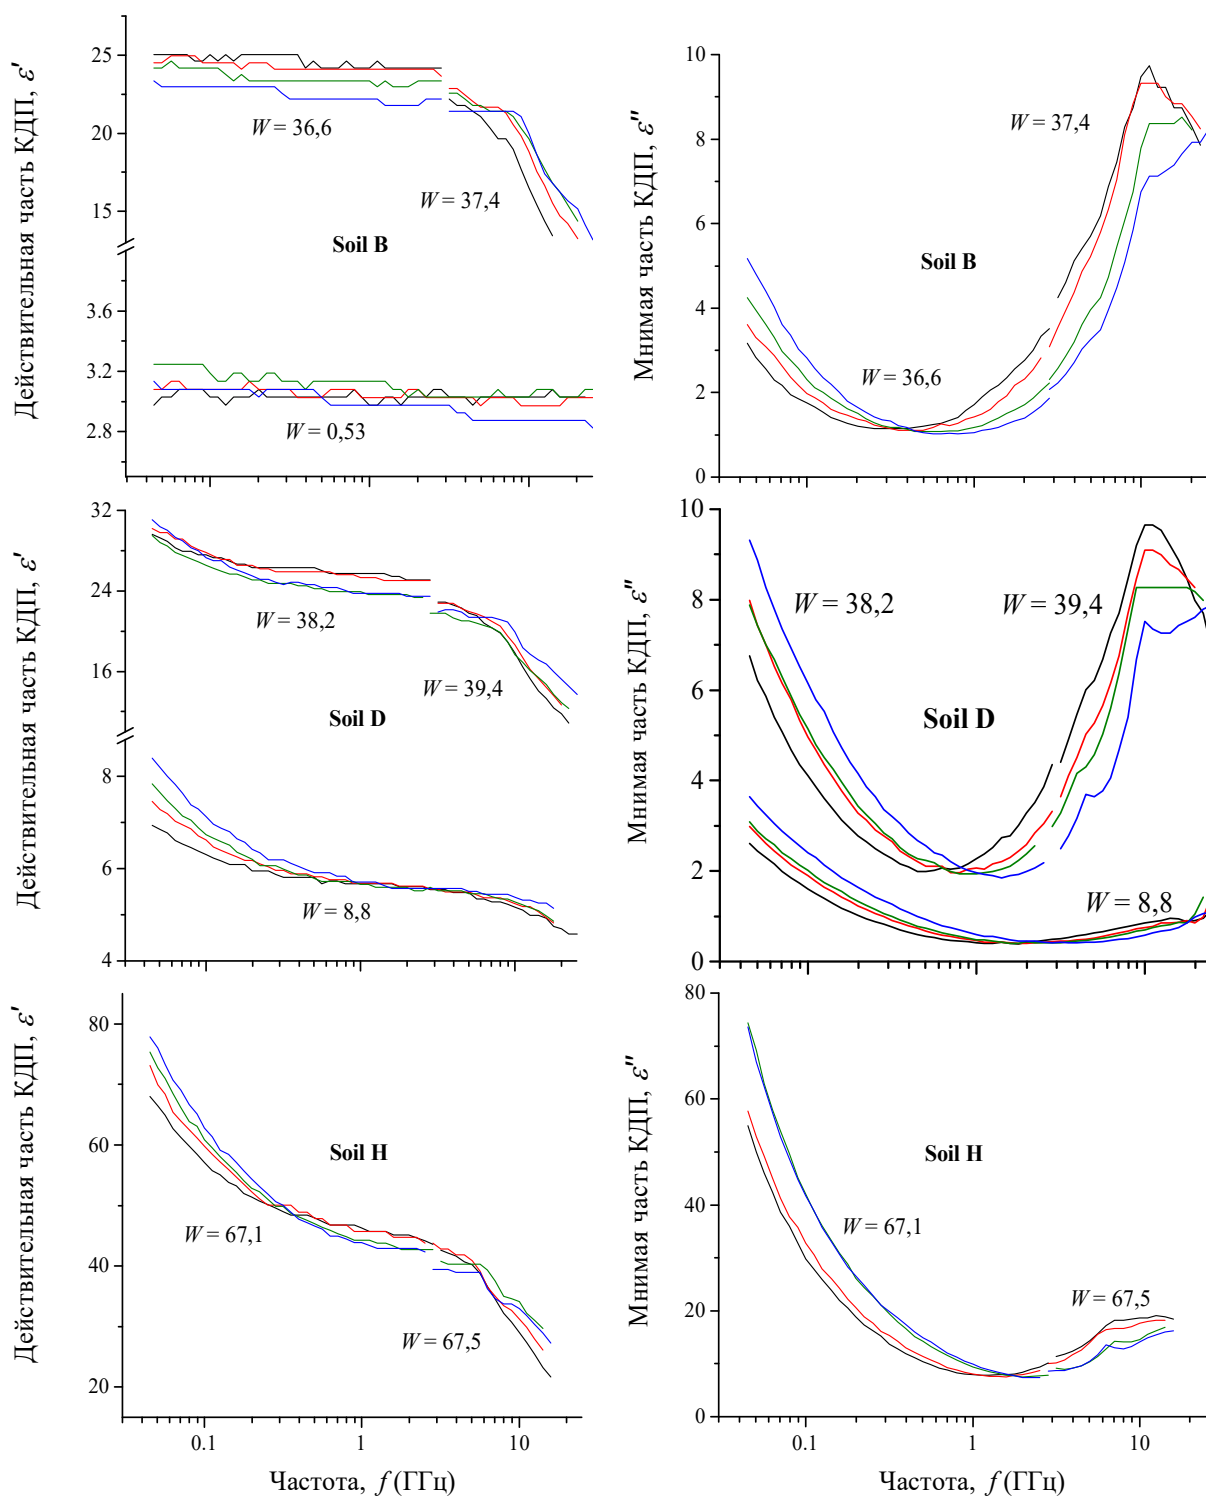 Действительная часть КДП, ε′
25
20
15
3.6
3.2
2.8
W = 36,6
W = 37,4
Soil B
W = 0,53
Мнимая часть КДП, ε″
10
8
6
4
2
0
W = 37,4
Soil B
W = 36,6
Действительная часть КДП, ε′
32
24
16
8
6
4
W = 38,2
W = 39,4
Soil D
W = 8,8
Мнимая часть КДП, ε″
10
8
6
4
2
0
W = 38,2
W = 39,4
Soil D
W = 8,8
Действительная часть КДП, ε′
80
60
40
20
Soil H
W = 67,1
W = 67,5
0.1
1
10
Частота, f (ГГц)
Мнимая часть КДП, ε″
80
60
40
20
0
Soil H
W = 67,1
W = 67,5
0.1
1
10
Частота, f (ГГц)